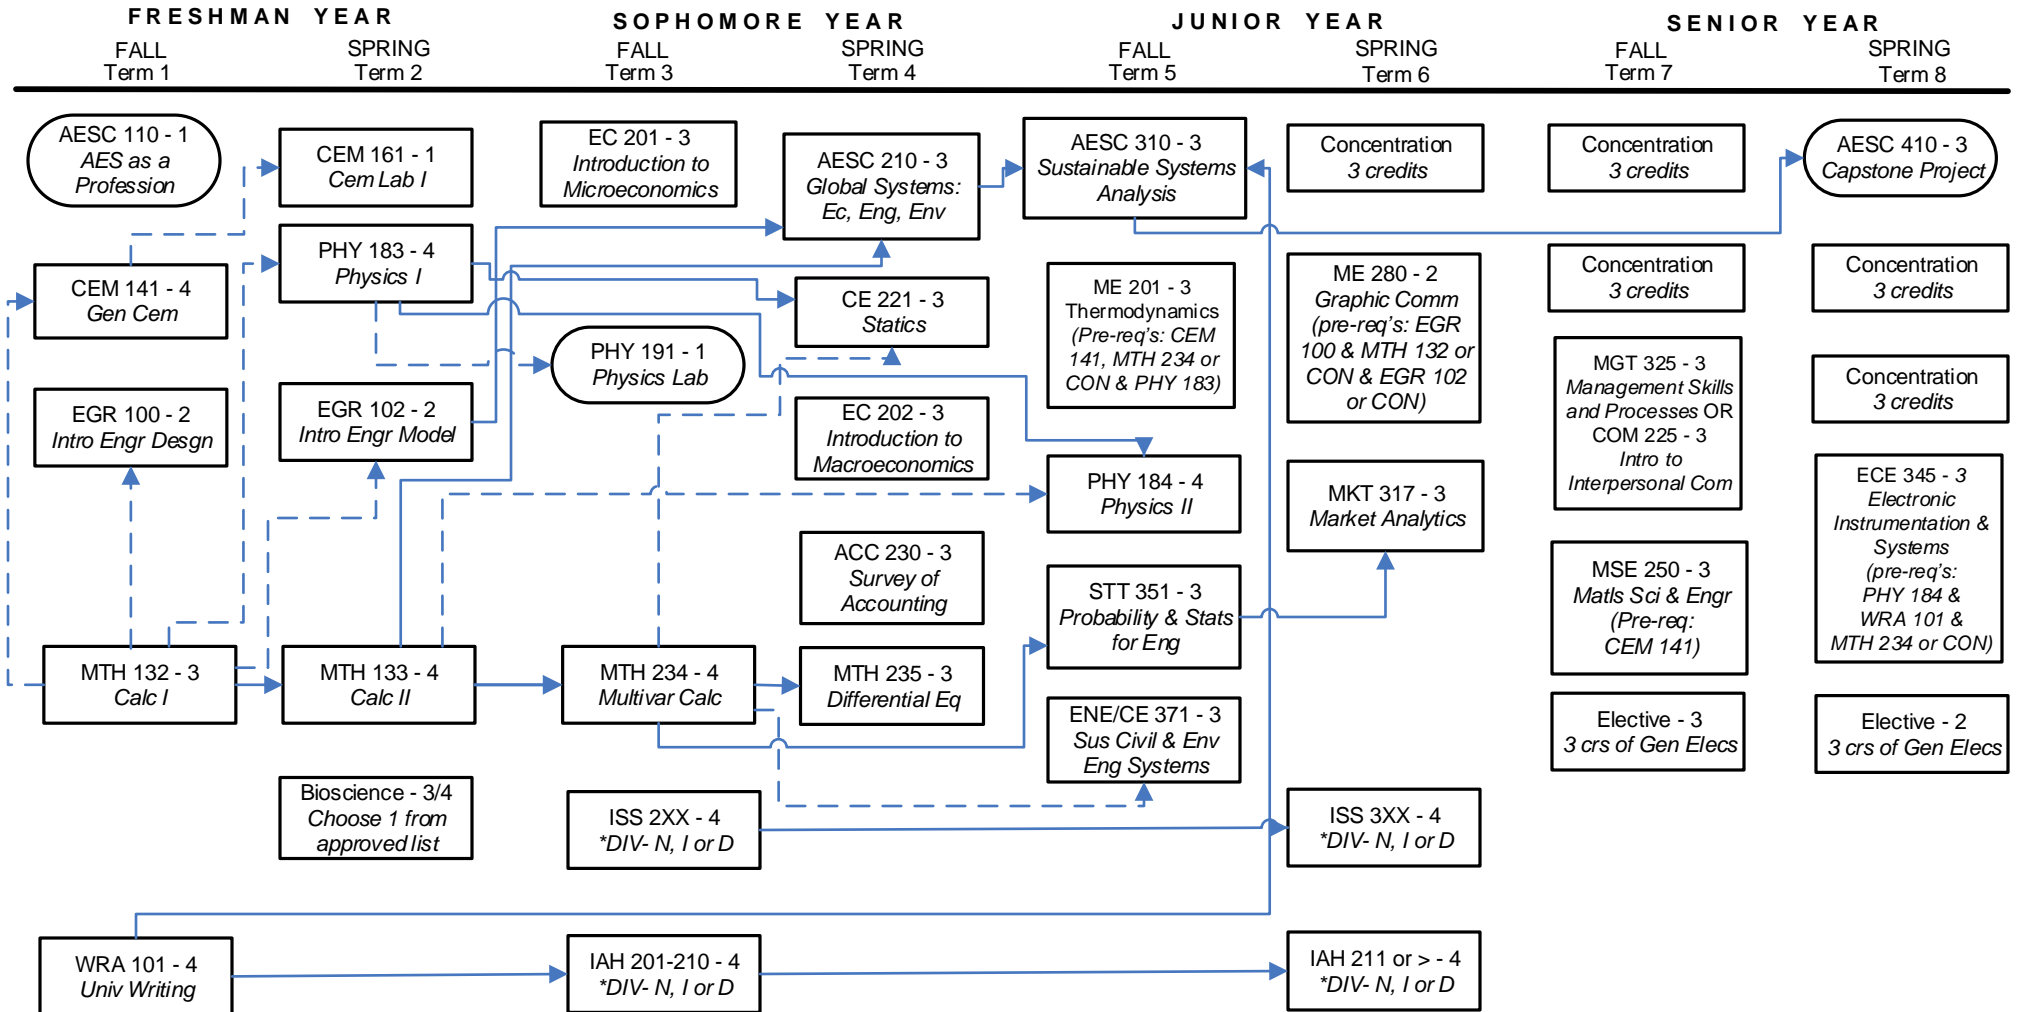 FRESHMAN YEAR
SOPHOMORE YEAR
JUNIOR YEAR
SENIOR YEAR
FALL
Term 1
SPRING
Term 2
FALL
Term 3
SPRING
Term 4
FALL
Term 5
SPRING
Term 6
FALL
Term 7
SPRING
Term 8
AESC 110 - 1
AES as a
Profession
CEM 141 - 4
Gen Cem
EGR 100 - 2
Intro Engr Desgn
MTH 132 - 3
Calc I
WRA 101 - 4
Univ Writing
CEM 161 - 1
Cem Lab I
PHY 183 - 4
Physics I
EGR 102 - 2
Intro Engr Model
MTH 133 - 4
Calc II
Bioscience - 3/4
Choose 1 from
approved list
EC 201 - 3
Introduction to
Microeconomics
PHY 191 - 1
Physics Lab
MTH 234 - 4
Multivar Calc
ISS 2XX - 4
*DIV- N, I or D
IAH 201-210 - 4
*DIV- N, I or D
AESC 210 - 3
Global Systems:
Ec, Eng, Env
CE 221 - 3
Statics
EC 202 - 3
Introduction to
Macroeconomics
ACC 230 - 3
Survey of
Accounting
MTH 235 - 3
Differential Eq
AESC 310 - 3
Sustainable Systems
Analysis
ME 201 - 3
Thermodynamics
(Pre-req's: CEM
141, MTH 234 or
CON & PHY 183)
PHY 184 - 4
Physics II
STT 351 - 3
Probability & Stats
for Eng
ENE/CE 371 - 3
Sus Civil & Env
Eng Systems
Concentration
3 credits
ME 280 - 2
Graphic Comm
(pre-req's: EGR
100 & MTH 132 or
CON & EGR 102
or CON)
MKT 317 - 3
Market Analytics
ISS 3XX - 4
*DIV- N, I or D
IAH 211 or > - 4
*DIV- N, I or D
Concentration
3 credits
Concentration
3 credits
MGT 325 - 3
Management Skills
and Processes OR
COM 225 - 3
Intro to
Interpersonal Com
MSE 250 - 3
Matls Sci & Engr
(Pre-req:
CEM 141)
Elective - 3
3 crs of Gen Elecs
AESC 410 - 3
Capstone Project
Concentration
3 credits
Concentration
3 credits
ECE 345 - 3
Electronic
Instrumentation &
Systems
(pre-req's:
PHY 184 &
WRA 101 &
MTH 234 or CON)
Elective - 2
3 crs of Gen Elecs